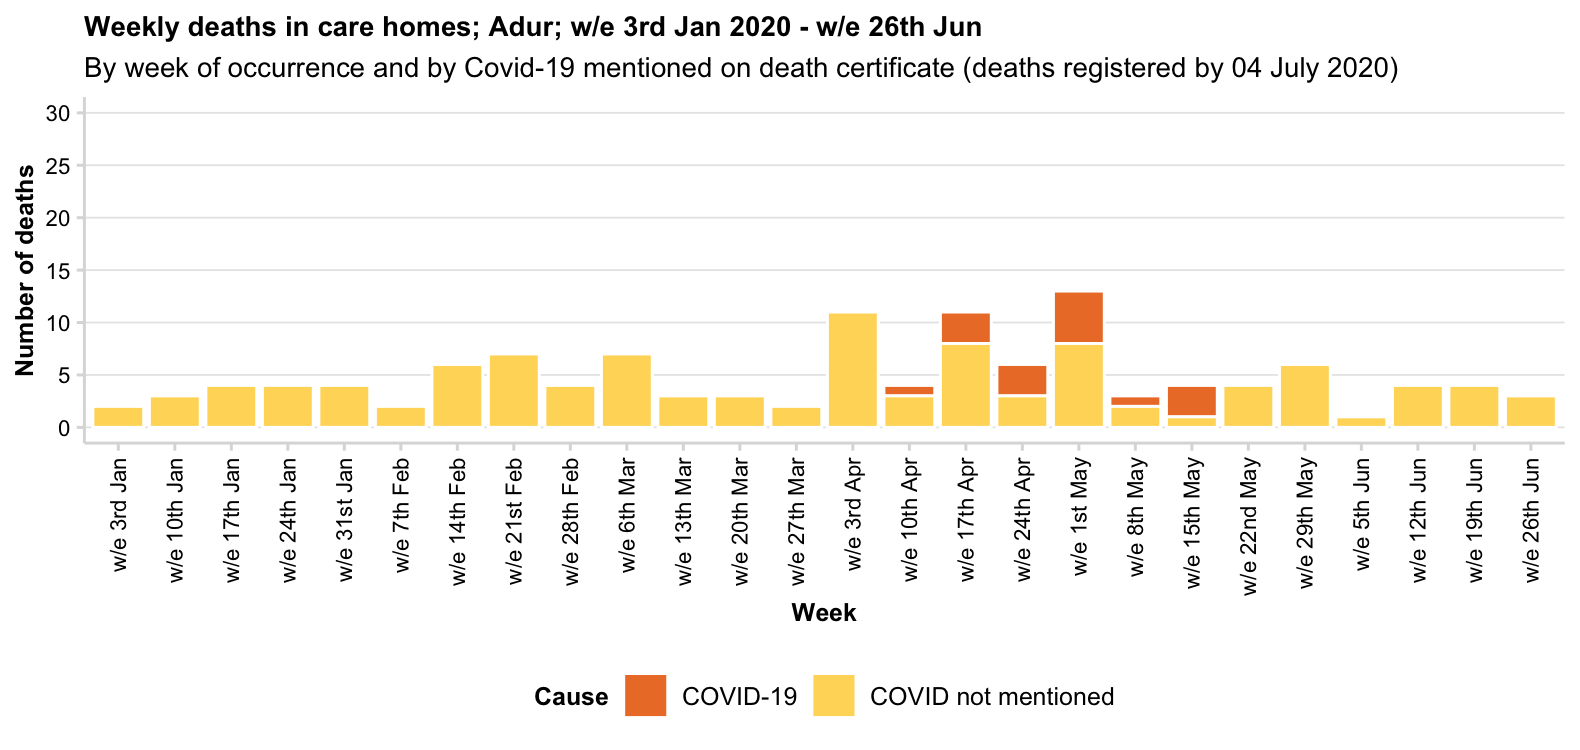 Weekly deaths in care homes; Adur; w/e 3rd Jan 2020 - w/e 26th Jun
By week of occurrence and by Covid-19 mentioned on death certificate (deaths registered by 04 July 2020)
Number of deaths
30
25
20
15
10
5
0
w/e 3rd Jan
w/e 10th Jan
w/e 17th Jan
w/e 24th Jan
w/e 31st Jan
w/e 7th Feb
w/e 14th Feb
w/e 21st Feb
w/e 28th Feb
w/e 6th Mar
w/e 13th Mar
w/e 20th Mar
w/e 27th Mar
w/e 3rd Apr
w/e 10th Apr
w/e 17th Apr
w/e 24th Apr
w/e 1st May
w/e 8th May
w/e 15th May
w/e 22nd May
w/e 29th May
w/e 5th Jun
w/e 12th Jun
w/e 19th Jun
w/e 26th Jun
Week
Cause COVID-19 COVID not mentioned